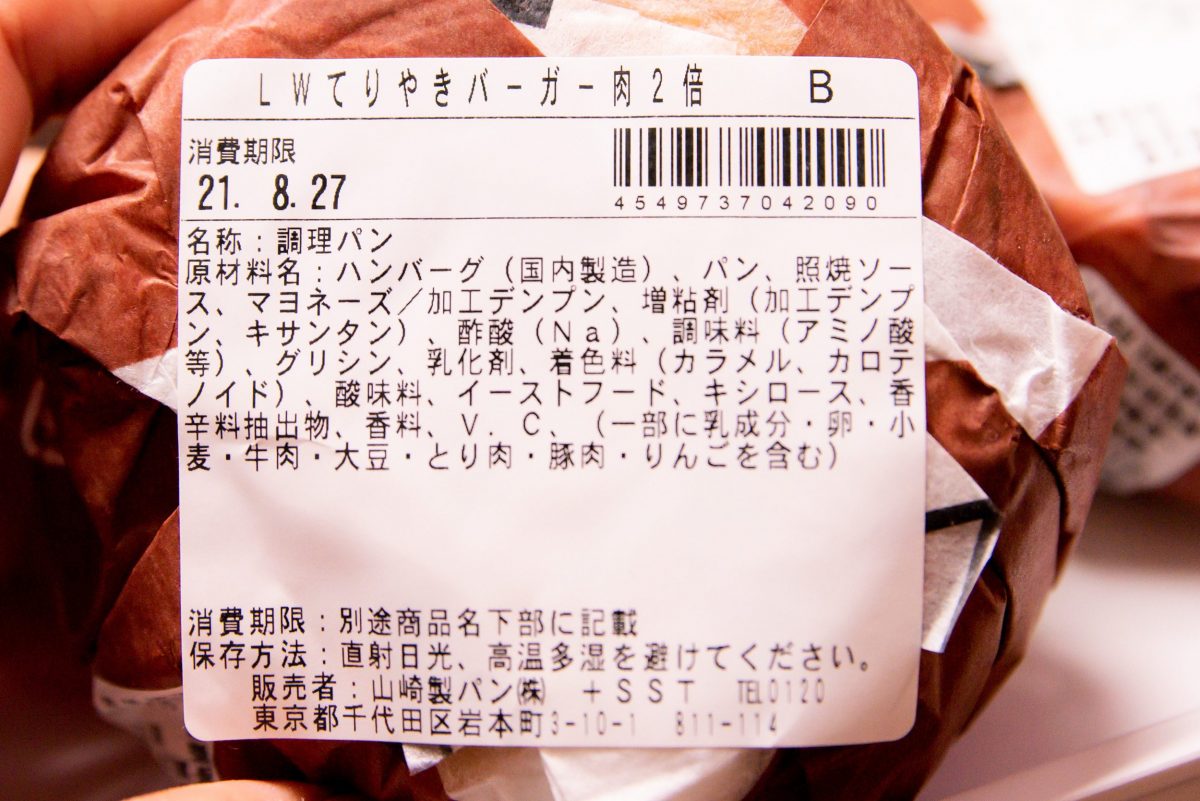 LWてりやきバーガー肉2倍 B
消費期限
21. 8.27
4549737042090
名称：調理パン
原材料名：ハンバーグ（国内製造）、パン、照焼ソー
ス、マヨネーズ／加工デンプン、増粘剤（加工デンプ
ン、キサンタン）、酢酸（Na）、調味料（アミノ酸
等）、グリシン、乳化剤、着色料（カラメル、カロテ
ノイド）、酸味料、イーストフード、キシロース、香
辛料抽出物、香料、V．C、（一部に乳成分・卵・小
麦・牛肉・大豆・とり肉・豚肉・りんごを含む）
消費期限：別途商品名下部に記載
保存方法：直射日光、高温多湿を避けてください。
販売者：山崎製パン㈱ ＋SST TEL0120
東京都千代田区岩本町3-10-1 811-114